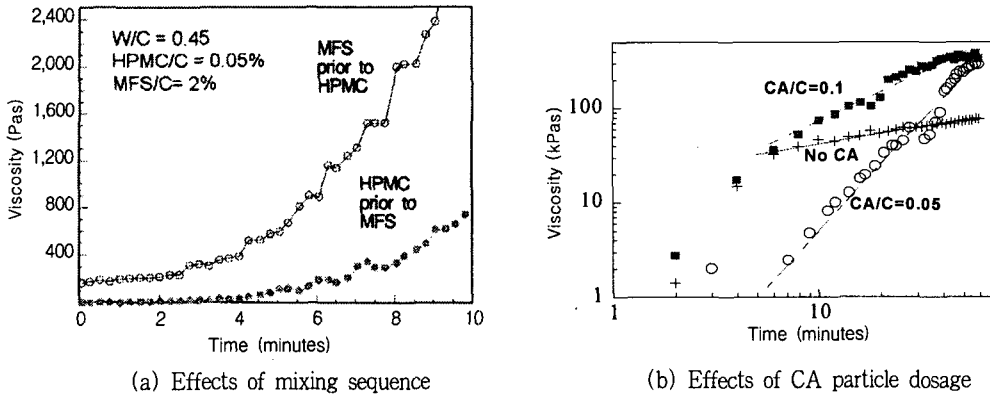 2,400
2,000
1,600
1,200
800
400
Viscosity (Pas)
W/C = 0.45
HPMC/C = 0.05%
MFS/C= 2%
MFS
prior to
HPMC
HPMC
prior to
MFS
0
2
4
6
8
10
Time (minutes)
(a) Effects of mixing sequence
100
10
1
Viscosity (kPas)
CA/C=0.1
No CA
CA/C=0.05
1
10
Time (minutes)
(b) Effects of CA particle dosage